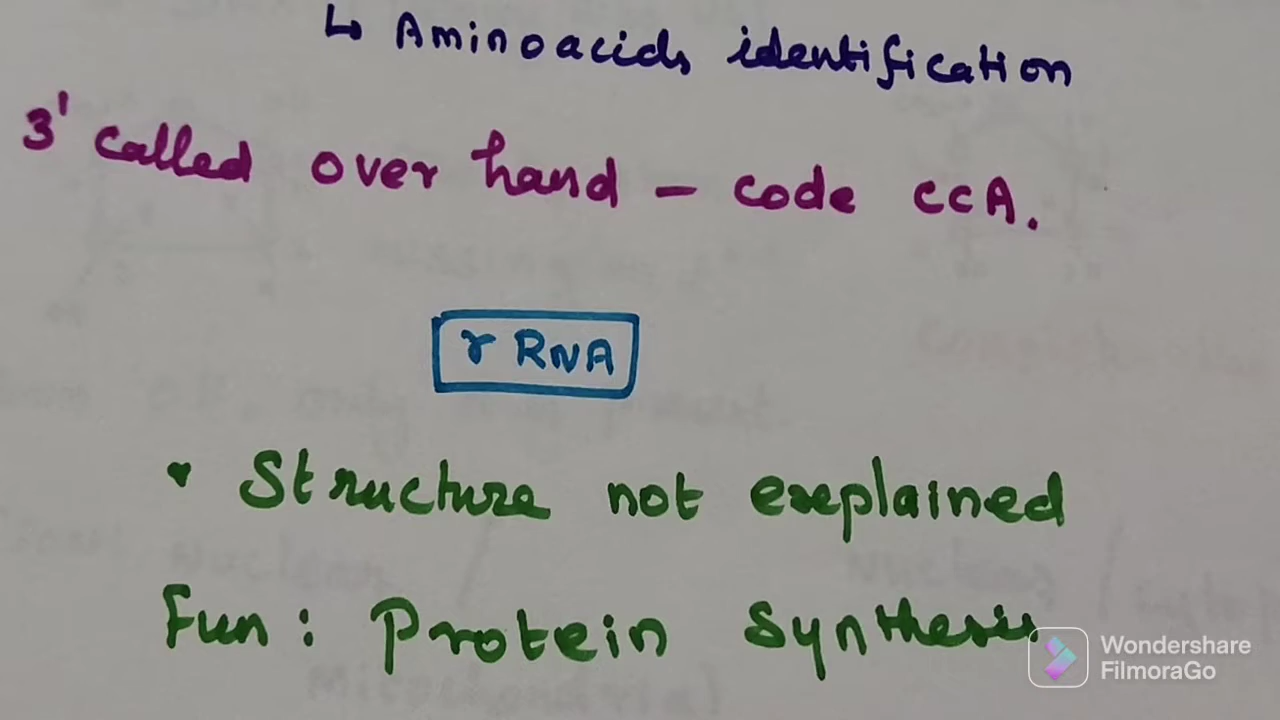 ↳ Aminoacids identification
3' called over hand – code CCA.
r RNA
• Structure not explained
Fun: Protein Synthesis
Wondershare
FilmoraGo